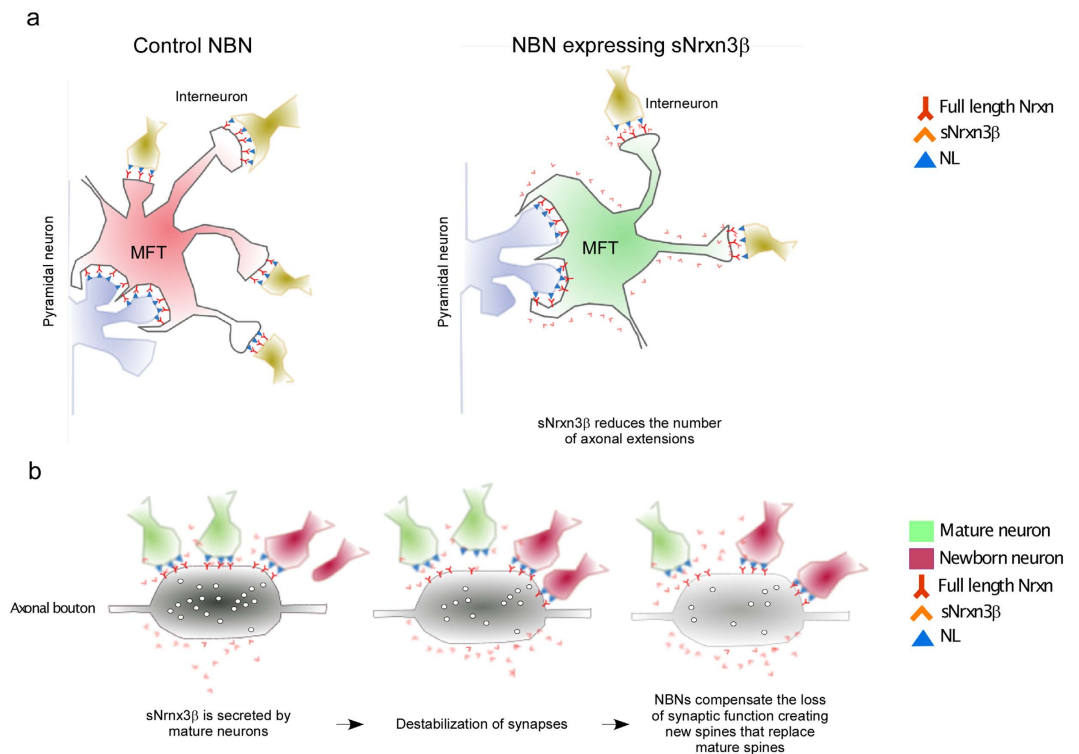 a
Control NBN
NBN expressing sNrxn3β
Interneuron
Interneuron
Pyramidal neuron
MFT
Pyramidal neuron
MFT
Full length Nrxn
sNrxn3β
NL
sNrxn3β reduces the number
of axonal extensions
b
Axonal bouton
Mature neuron
Newborn neuron
Full length Nrxn
sNrxn3β
NL
sNrnx3β is secreted by
mature neurons
Destabilization of synapses
NBNs compensate the loss
of synaptic function creating
new spines that replace
mature spines